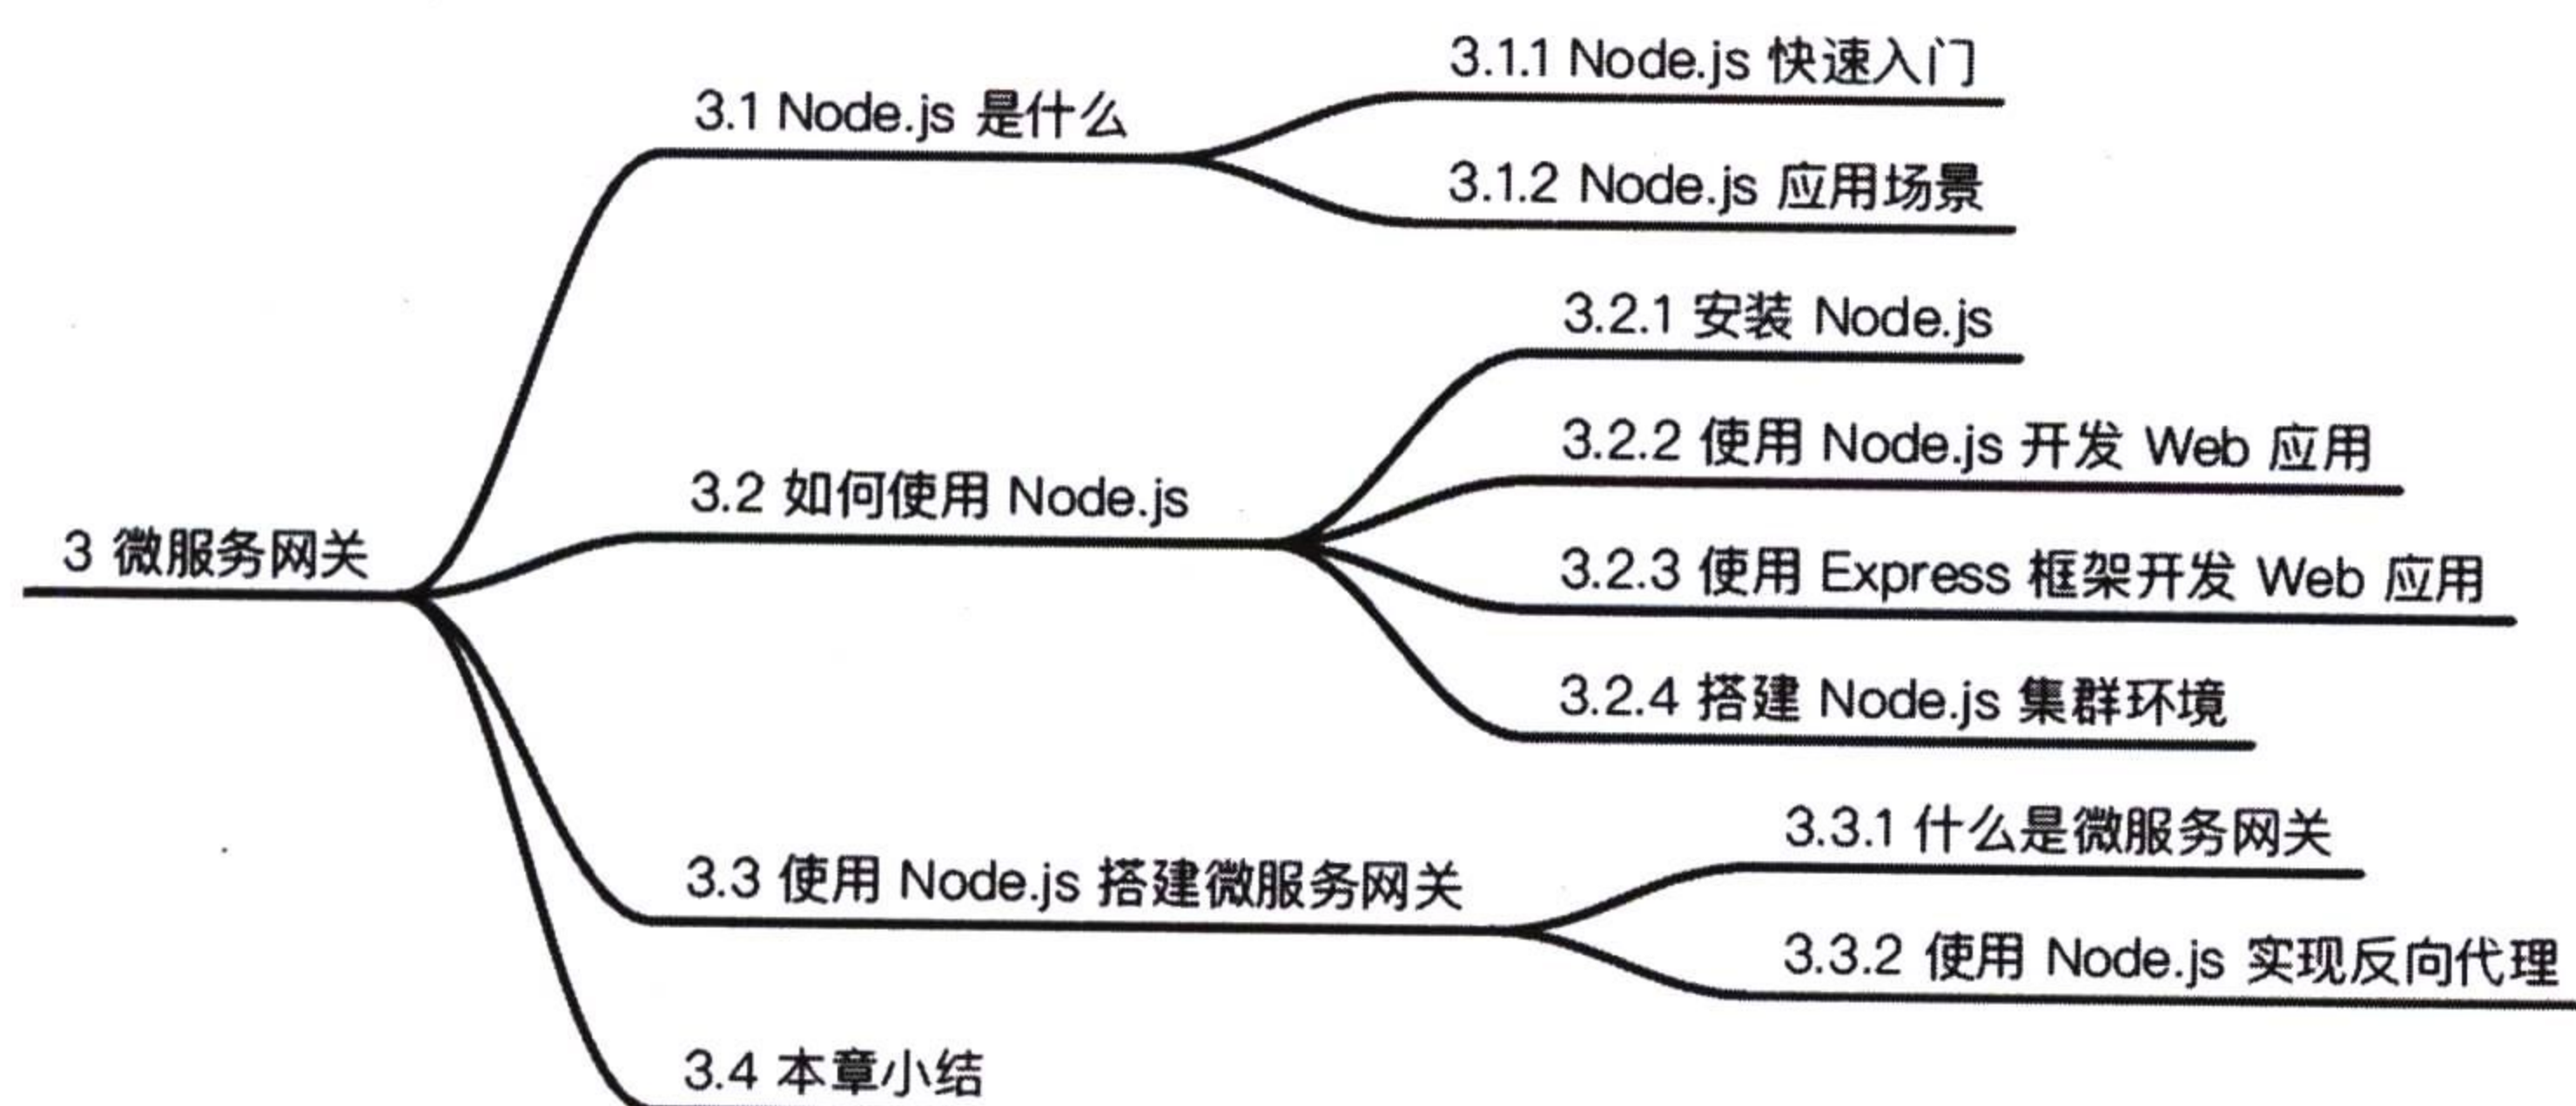 3 微服务网关
3.1 Node.js 是什么
3.1.1 Node.js 快速入门
3.1.2 Node.js 应用场景
3.2 如何使用 Node.js
3.2.1 安装 Node.js
3.2.2 使用 Node.js 开发 Web 应用
3.2.3 使用 Express 框架开发 Web 应用
3.2.4 搭建 Node.js 集群环境
3.3 使用 Node.js 搭建微服务网关
3.3.1 什么是微服务网关
3.3.2 使用 Node.js 实现反向代理
3.4 本章小结